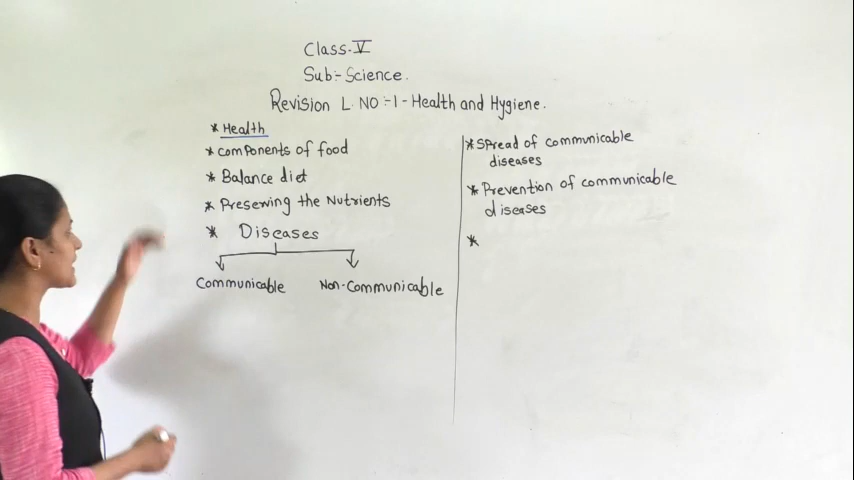 Class-V
Sub:- Science.
Revision L.NO:-1 - Health and Hygiene.
* Health
* components of food
* Balance diet
* Preserving the Nutrients
* Diseases
Communicable Non-Communicable
* Spread of communicable
diseases
* Prevention of communicable
diseases
*